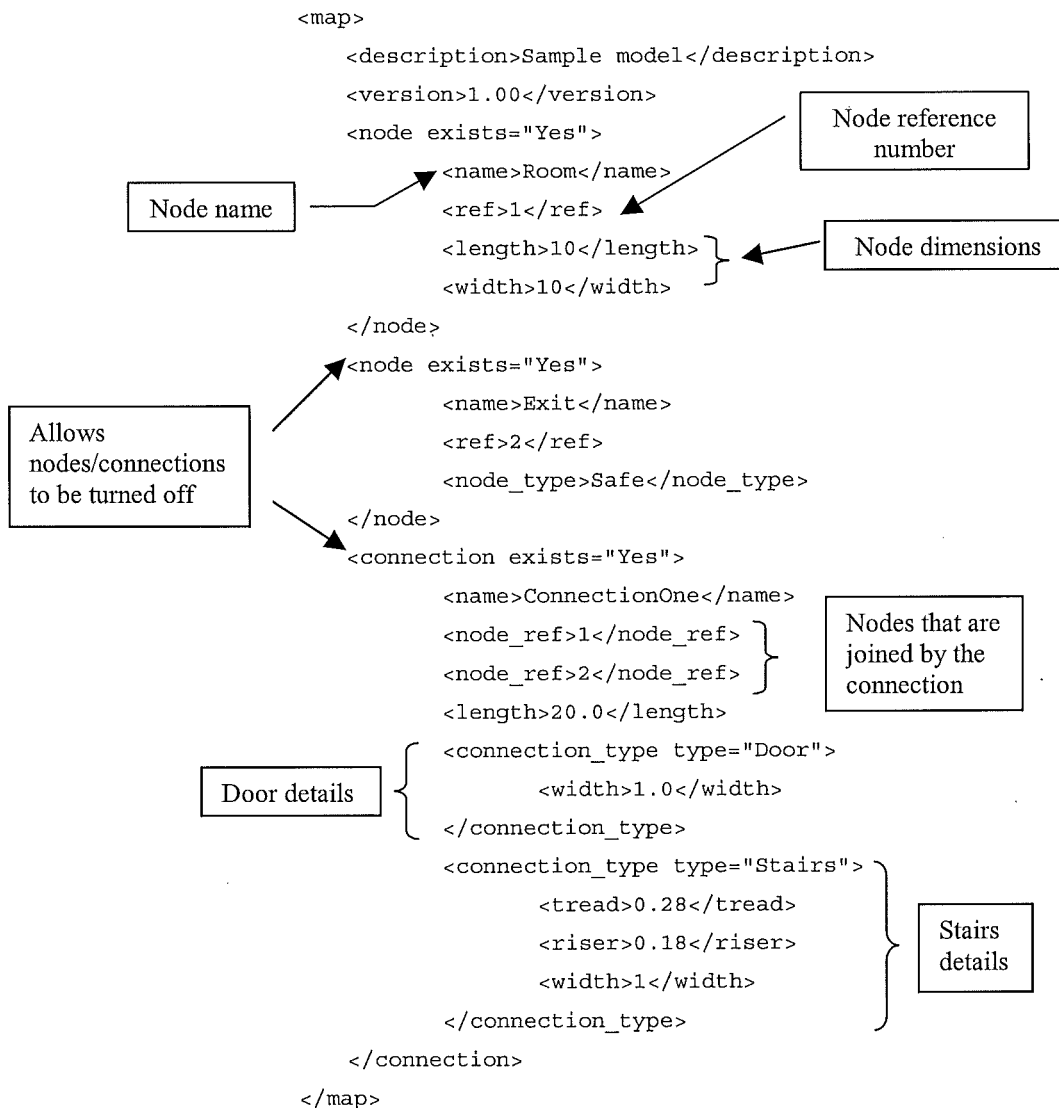 <map>
<description>Sample model</description>
<version>1.00</version>
<node exists="Yes">
Node reference
number
<name>Room</name>
Node name
<ref>1</ref>
<length>10</length>
Node dimensions
<width>10</width>
</node>
<node exists="Yes">
<name>Exit</name>
Allows
nodes/connections
to be turned off
<ref>2</ref>
<node_type>Safe</node_type>
</node>
<connection exists="Yes">
<name>ConnectionOne</name>
<node_ref>1</node_ref>
<node_ref>2</node_ref>
Nodes that are
joined by the
connection
<length>20.0</length>
<connection_type type="Door">
Door details
<width>1.0</width>
</connection_type>
<connection_type type="Stairs">
<tread>0.28</tread>
<riser>0.18</riser>
Stairs
details
<width>1</width>
</connection_type>
</connection>
</map>